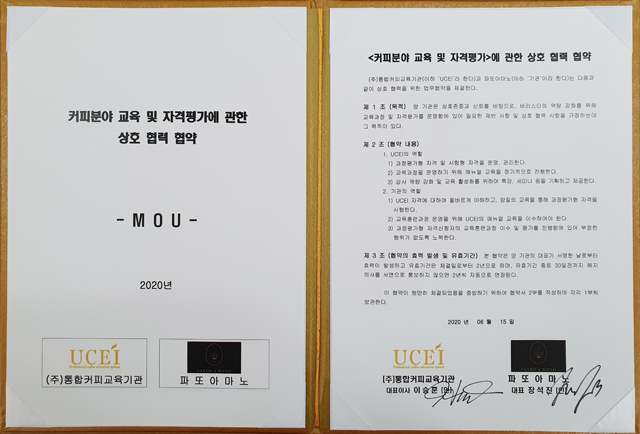 커피분야 교육 및 자격평가에 관한
상호 협력 협약
- M O U -
2020년
UCEI
(주)통합커피교육기관
파 또 아 마 노
<커피분야 교육 및 자격평가>에 관한 상호 협력 협약
(주)통합커피교육기관(이하 'UCEI'라 한다)과 파또아마노(이하 '기관'이라 한다)는 다음과
같이 상호 협력을 위한 업무협약을 체결한다.
제 1 조 (목적) 양 기관은 상호존중과 신뢰를 바탕으로, 바리스타의 역량 강화를 위해
교육과정 및 자격평가를 운영함에 있어 필요한 제반 사항 및 상호 협력 사항을 규정하는데
그 목적이 있다.
제 2 조 (협약 내용)
1. UCEI의 역할
1) 과정평가형 자격 및 시험형 자격을 운영, 관리한다.
2) 교육과정을 운영하기 위해 매뉴얼 교육을 정기적으로 진행한다.
3) 강사 역량 강화 및 교육 활성화를 위하여 특강, 세미나 등을 기획하고 제공한다.
2. 기관의 역할
1) UCEI 자격에 대하여 올바르게 이해하고, 양질의 교육을 통해 과정평가형 자격을
시행한다.
2) 교육훈련과정 운영을 위해 UCEI의 매뉴얼 교육을 이수하여야 한다.
3) 과정평가형 자격신청자의 교육훈련과정 이수 및 평가를 진행함에 있어 부정한
행위가 없도록 노력한다.
제 3 조 (협약의 효력 발생 및 유효기간) 본 협약은 양 기관의 대표가 서명한 날로부터
효력이 발생하고 유효기간은 체결일로부터 2년으로 하며, 유효기간 종료 30일전까지 해지
의사를 서면으로 통보하지 않으면 2년씩 자동으로 연장된다.
이 협약이 원만히 체결되었음을 증빙하기 위하여 협약서 2부를 작성하여 각각 1부씩
보관한다.
2020 년 06 월 15 일
UCEI
(주)통합커피교육기관
대표이사 이승훈 (인)
파 또 아 마 노
대표 장석진 (인)